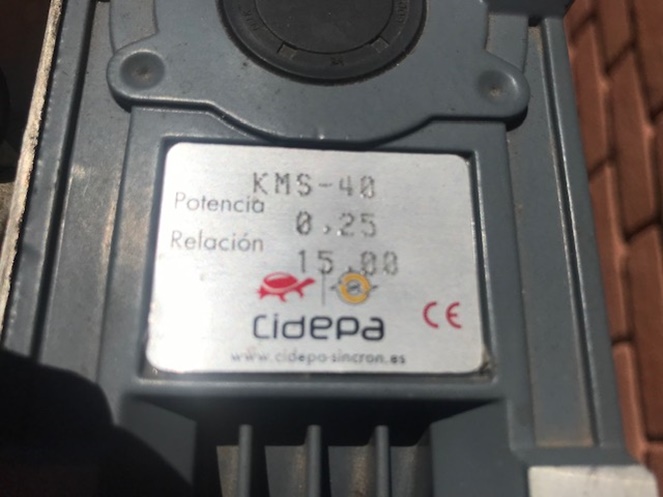 KMS-40
Potencia 0.25
Relación 15.00
cidepa
CE
www.cidepa-sincron.es